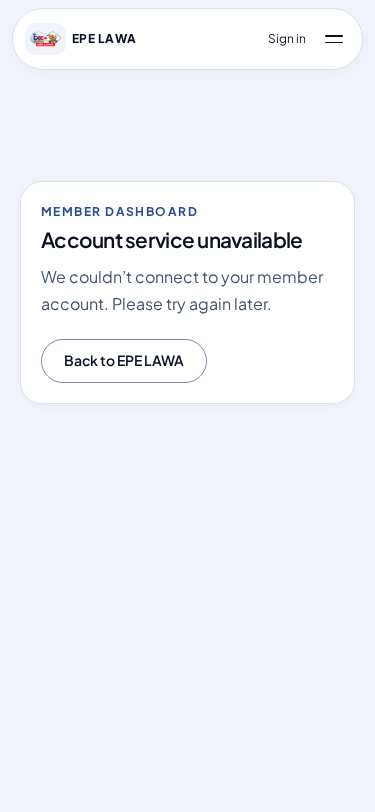 EPE LAWA
Sign in
MEMBER DASHBOARD
Account service unavailable
We couldn’t connect to your member
account. Please try again later.
Back to EPE LAWA